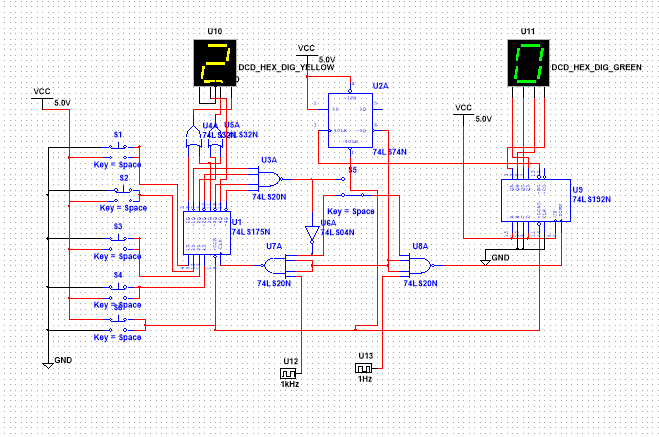 U10
U11
DCD_HEX_DIG_YELLOW
DCD_HEX_DIG_GREEN
VCC
5.0V
2
0
VCC
5.0V
U2A
74LS74N
VCC
5.0V
S1
Key = Space
U4A
U5A
74LS32N
U3A
74LS20N
S5
Key = Space
S2
Key = Space
U9
74LS192N
U1
74LS175N
U6A
74LS04N
S3
Key = Space
U7A
74LS20N
U8A
74LS20N
GND
S4
Key = Space
Key = Space
GND
U12
1kHz
U13
1Hz